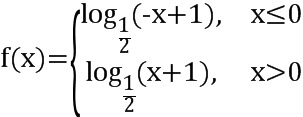 f(x)={ log_{1/2}(-x+1), x≤0
log_{1/2}(x+1), x>0